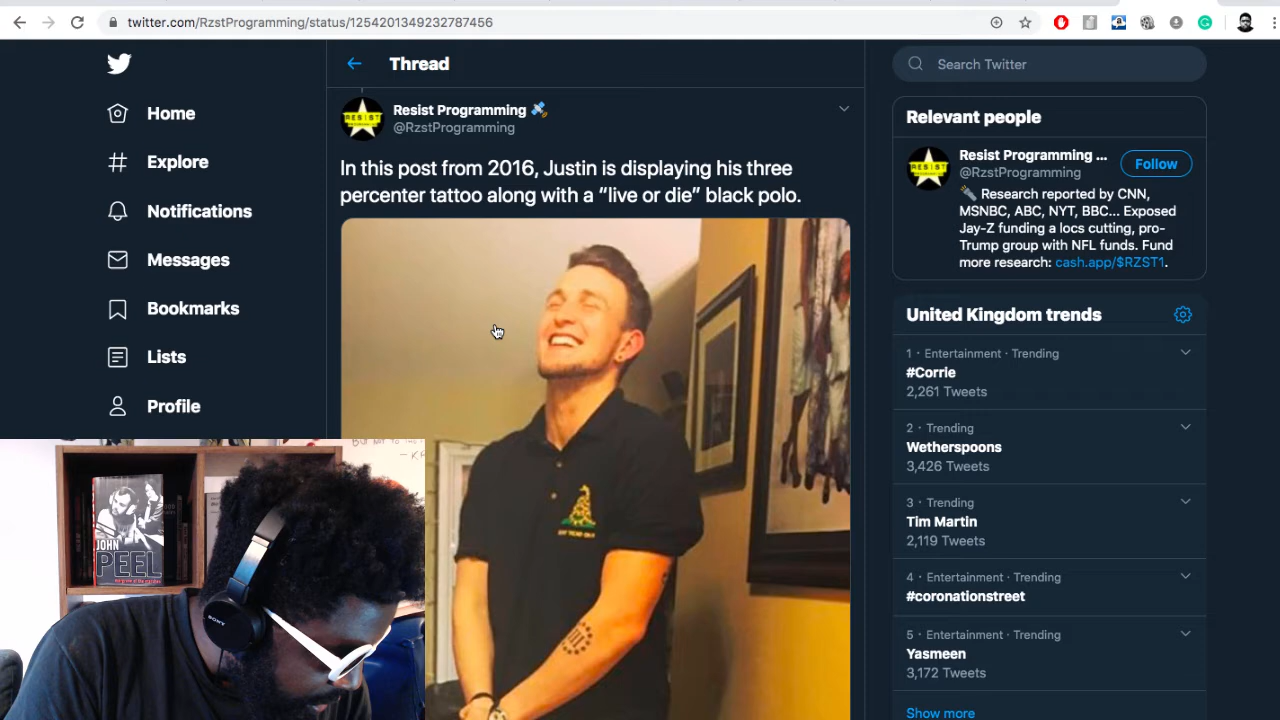 twitter.com/RzstProgramming/status/1254201349232787456
Thread
Search Twitter
Home
Explore
Notifications
Messages
Bookmarks
Lists
Profile
RESIST
Resist Programming
@RzstProgramming
In this post from 2016, Justin is displaying his three
percenter tattoo along with a “live or die” black polo.
III
BUT NOT TO
JOHN
PEEL
SONY
Relevant people
Resist Programming ...
@RzstProgramming
Follow
Research reported by CNN,
MSNBC, ABC, NYT, BBC... Exposed
Jay-Z funding a locs cutting, pro-
Trump group with NFL funds. Fund
more research: cash.app/$RZST1.
United Kingdom trends
1 · Entertainment · Trending
#Corrie
2,261 Tweets
2 · Trending
Wetherspoons
3,426 Tweets
3 · Trending
Tim Martin
2,119 Tweets
4 · Entertainment · Trending
#coronationstreet
5 · Entertainment · Trending
Yasmeen
3,172 Tweets
Show more